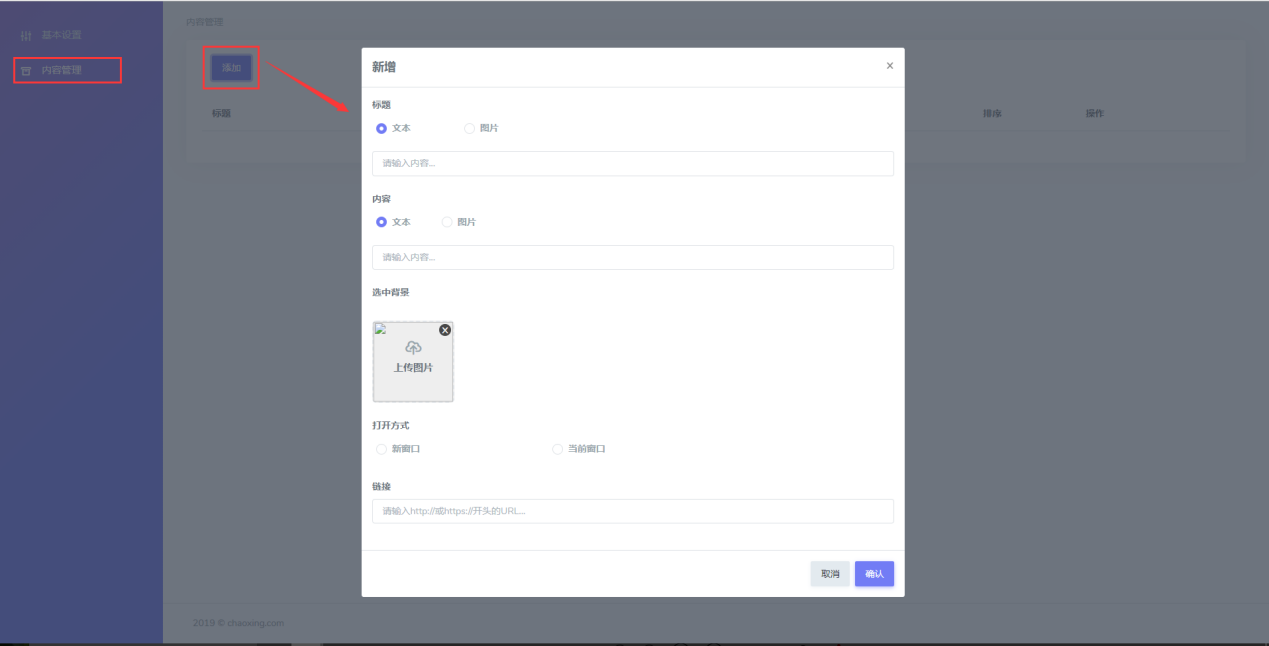 基本设置
内容管理
内容管理
添加
标题
排序
操作
新增
×
标题
文本 图片
请输入内容...
内容
文本 图片
请输入内容...
选中背景
上传图片
打开方式
新窗口 当前窗口
链接
请输入http://或https://开头的URL...
取消 确认
2019 © chaoxing.com